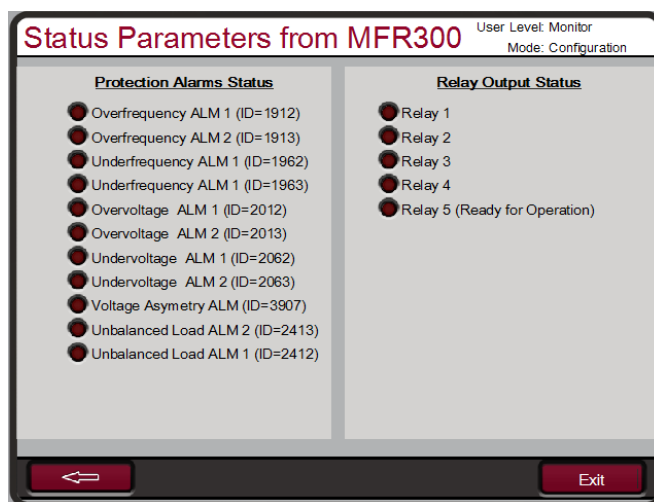 Status Parameters from MFR300
User Level: Monitor
Mode: Configuration
Protection Alarms Status
Overfrequency ALM 1 (ID=1912)
Overfrequency ALM 2 (ID=1913)
Underfrequency ALM 1 (ID=1962)
Underfrequency ALM 1 (ID=1963)
Overvoltage ALM 1 (ID=2012)
Overvoltage ALM 2 (ID=2013)
Undervoltage ALM 1 (ID=2062)
Undervoltage ALM 2 (ID=2063)
Voltage Asymetry ALM (ID=3907)
Unbalanced Load ALM 2 (ID=2413)
Unbalanced Load ALM 1 (ID=2412)
Relay Output Status
Relay 1
Relay 2
Relay 3
Relay 4
Relay 5 (Ready for Operation)
Exit